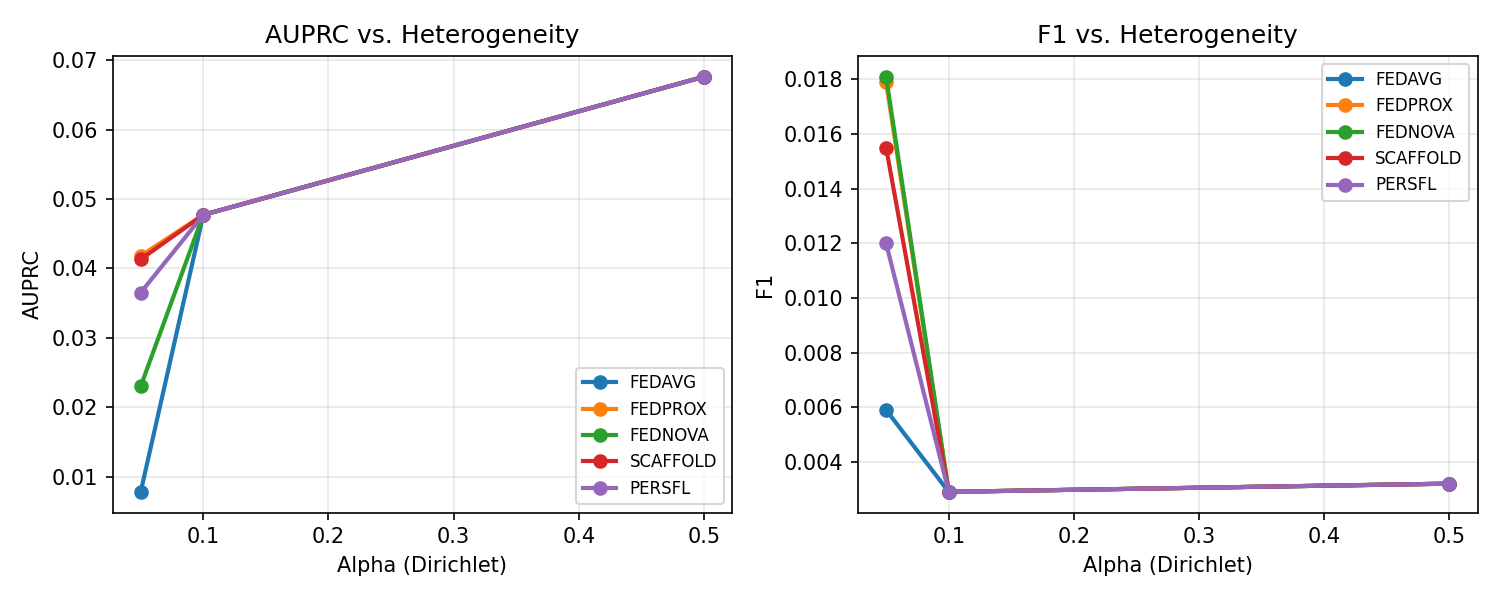 AUPRC vs. Heterogeneity
0.07
0.06
0.05
0.04
0.03
0.02
0.01
AUPRC
FEDAVG
FEDPROX
FEDNOVA
SCAFFOLD
PERSFL
0.1 0.2 0.3 0.4 0.5
Alpha (Dirichlet)
F1 vs. Heterogeneity
0.018
0.016
0.014
0.012
0.010
0.008
0.006
0.004
F1
FEDAVG
FEDPROX
FEDNOVA
SCAFFOLD
PERSFL
0.1 0.2 0.3 0.4 0.5
Alpha (Dirichlet)